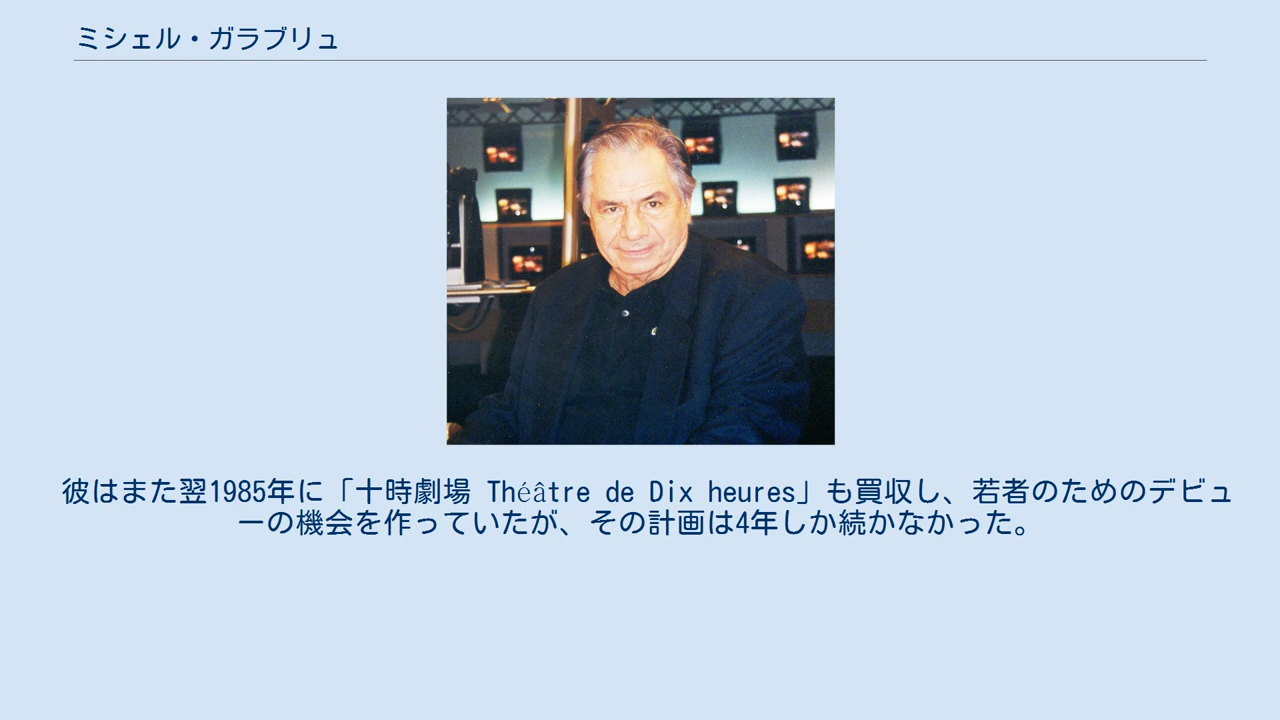 ミシェル・ガラブリュ
彼はまた翌1985年に「十時劇場 Théâtre de Dix heures」も買収し、若者のためのデビュ
ーの機会を作っていたが、その計画は4年しか続かなかった。